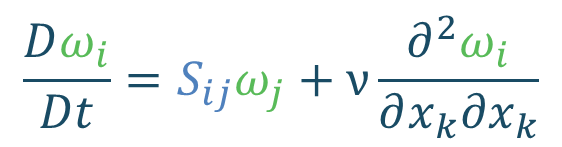 Dωᵢ/Dt = Sᵢⱼωⱼ + ν ∂²ωᵢ/∂xₖ∂xₖ